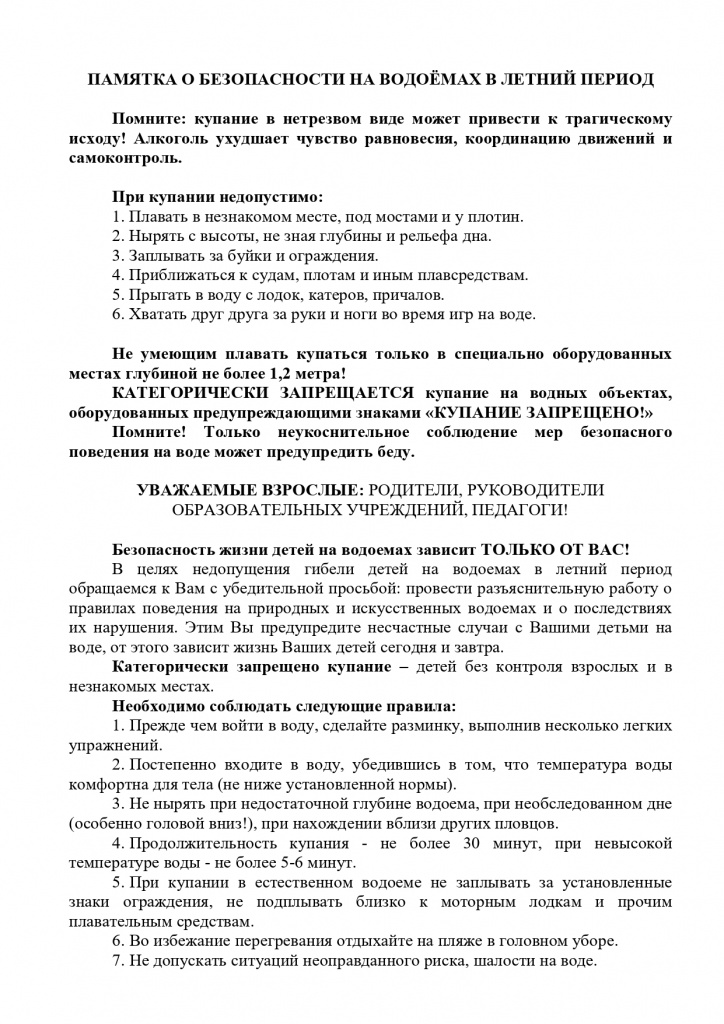 ПАМЯТКА О БЕЗОПАСНОСТИ НА ВОДОЁМАХ В ЛЕТНИЙ ПЕРИОД
Помните: купание в нетрезвом виде может привести к трагическому
исходу! Алкоголь ухудшает чувство равновесия, координацию движений и
самоконтроль.
При купании недопустимо:
1. Плавать в незнакомом месте, под мостами и у плотин.
2. Нырять с высоты, не зная глубины и рельефа дна.
3. Заплывать за буйки и ограждения.
4. Приближаться к судам, плотам и иным плавсредствам.
5. Прыгать в воду с лодок, катеров, причалов.
6. Хватать друг друга за руки и ноги во время игр на воде.
Не умеющим плавать купаться только в специально оборудованных
местах глубиной не более 1,2 метра!
КАТЕГОРИЧЕСКИ ЗАПРЕЩАЕТСЯ купание на водных объектах,
оборудованных предупреждающими знаками «КУПАНИЕ ЗАПРЕЩЕНО!»
Помните! Только неукоснительное соблюдение мер безопасного
поведения на воде может предупредить беду.
УВАЖАЕМЫЕ ВЗРОСЛЫЕ: РОДИТЕЛИ, РУКОВОДИТЕЛИ
ОБРАЗОВАТЕЛЬНЫХ УЧРЕЖДЕНИЙ, ПЕДАГОГИ!
Безопасность жизни детей на водоемах зависит ТОЛЬКО ОТ ВАС!
В целях недопущения гибели детей на водоемах в летний период
обращаемся к Вам с убедительной просьбой: провести разъяснительную работу о
правилах поведения на природных и искусственных водоемах и о последствиях
их нарушения. Этим Вы предупредите несчастные случаи с Вашими детьми на
воде, от этого зависит жизнь Ваших детей сегодня и завтра.
Категорически запрещено купание – детей без контроля взрослых и в
незнакомых местах.
Необходимо соблюдать следующие правила:
1. Прежде чем войти в воду, сделайте разминку, выполнив несколько легких
упражнений.
2. Постепенно входите в воду, убедившись в том, что температура воды
комфортна для тела (не ниже установленной нормы).
3. Не нырять при недостаточной глубине водоема, при необследованном дне
(особенно головой вниз!), при нахождении вблизи других пловцов.
4. Продолжительность купания - не более 30 минут, при невысокой
температуре воды - не более 5-6 минут.
5. При купании в естественном водоеме не заплывать за установленные
знаки ограждения, не подплывать близко к моторным лодкам и прочим
плавательным средствам.
6. Во избежание перегревания отдыхайте на пляже в головном уборе.
7. Не допускать ситуаций неоправданного риска, шалости на воде.